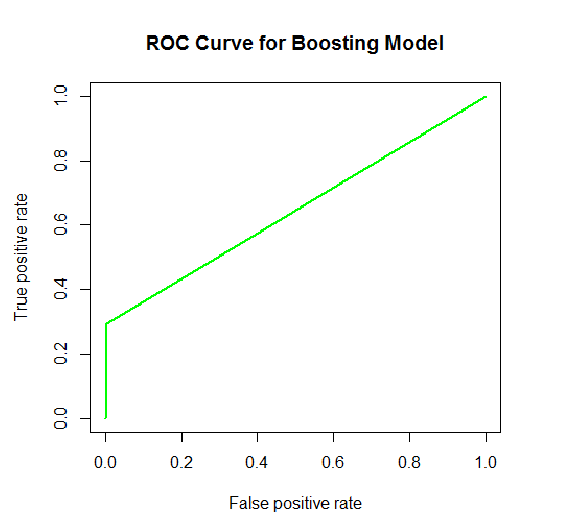 ROC Curve for Boosting Model
1.0
0.8
0.6
0.4
0.2
0.0
True positive rate
0.0 0.2 0.4 0.6 0.8 1.0
False positive rate